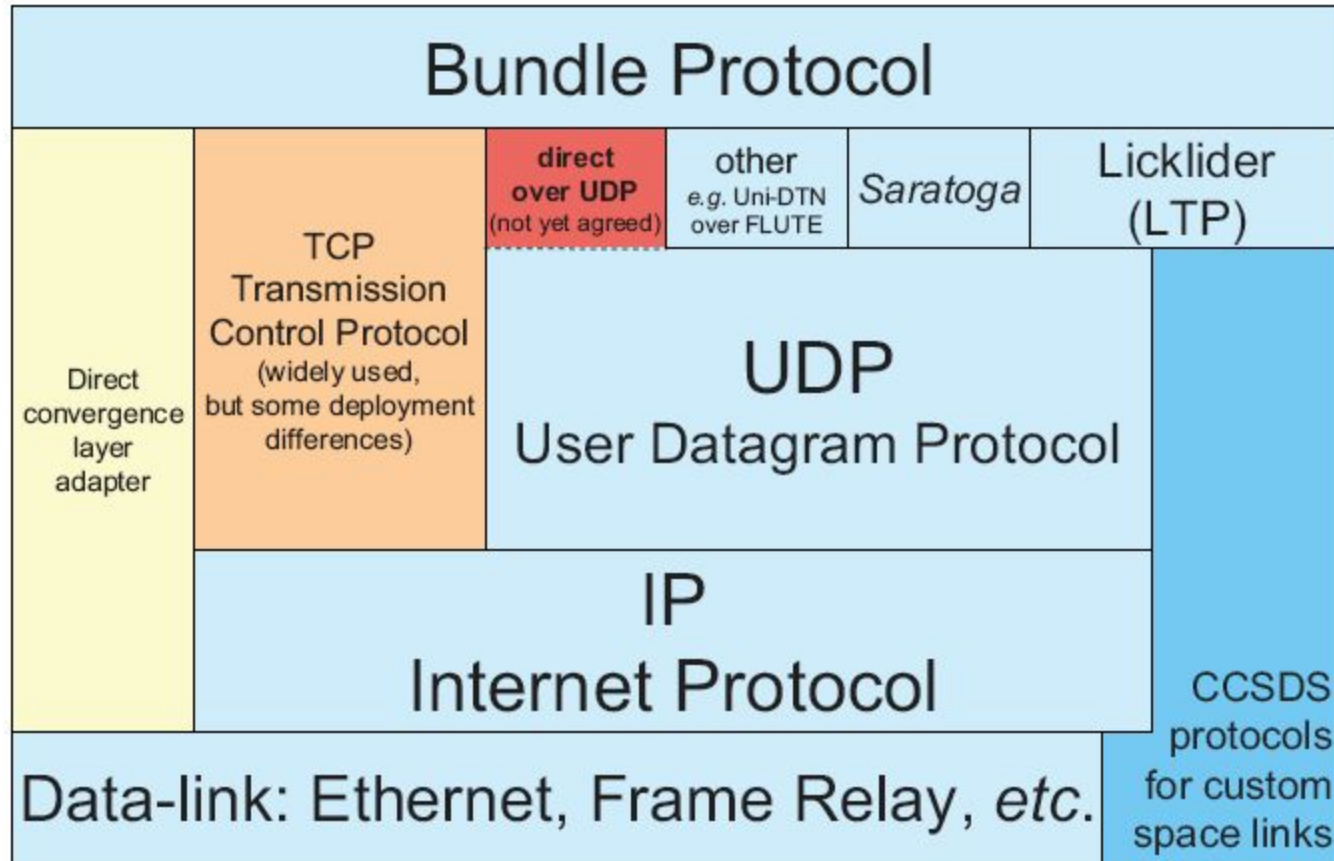 Bundle Protocol
Direct
convergence
layer
adapter
TCP
Transmission
Control Protocol
(widely used,
but some deployment
differences)
direct
over UDP
(not yet agreed)
other
e.g. Uni-DTN
over FLUTE
Saratoga
Licklider
(LTP)
UDP
User Datagram Protocol
IP
Internet Protocol
CCSDS
protocols
for custom
space links
Data-link: Ethernet, Frame Relay, etc.